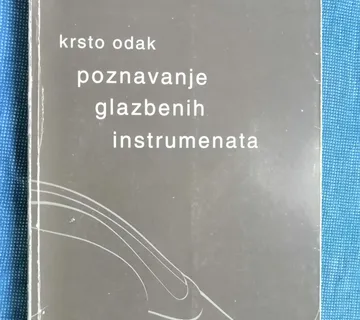 krsto odak
poznavanje
glazbenih
instrumenata